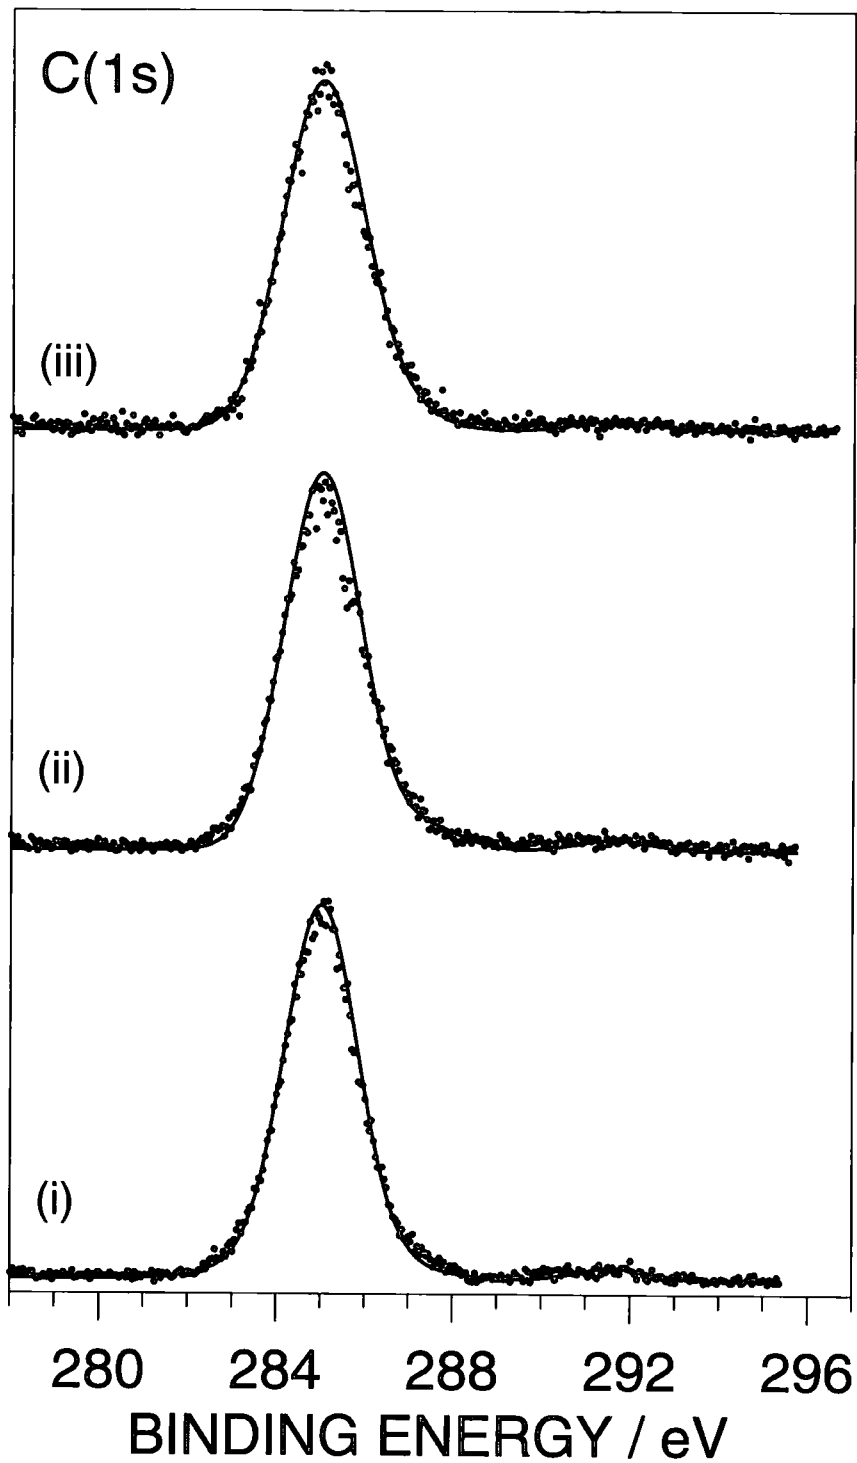 C(1s)
(iii)
(ii)
(i)
280 284 288 292 296
BINDING ENERGY / eV